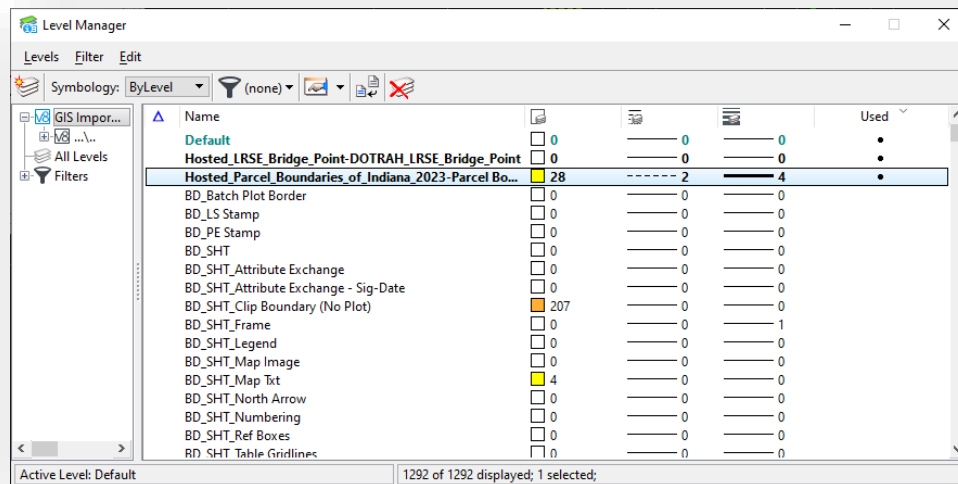 Level Manager
Levels Filter Edit
Symbology: ByLevel (none)
GIS Impor...
...\..
All Levels
Filters
Name Used
Default 0 0 0
Hosted_LRSE_Bridge_Point-DOTRAH_LRSE_Bridge_Point 0 0 0
Hosted_Parcel_Boundaries_of_Indiana_2023-Parcel Bo... 28 2 4
BD_Batch Plot Border 0 0 0
BD_LS Stamp 0 0 0
BD_PE Stamp 0 0 0
BD_SHT 0 0 0
BD_SHT_Attribute Exchange 0 0 0
BD_SHT_Attribute Exchange - Sig-Date 0 0 0
BD_SHT_Clip Boundary (No Plot) 207 0 0
BD_SHT_Frame 0 0 1
BD_SHT_Legend 0 0 0
BD_SHT_Map Image 0 0 0
BD_SHT_Map Txt 4 0 0
BD_SHT_North Arrow 0 0 0
BD_SHT_Numbering 0 0 0
BD_SHT_Ref Boxes 0 0 0
BD_SHT_Table Gridlines 0 0 0
Active Level: Default 1292 of 1292 displayed; 1 selected;